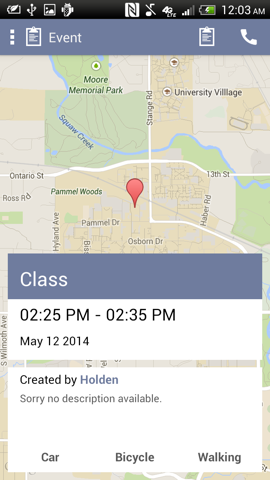 4G LTE 12:03 AM
Event
Moore
Memorial Park
University Village
Stange Rd
Squaw Creek
Ontario St
13th St
Ross Rd
Pammel Woods
Haber Rd
Hyland Ave
Pammel Dr
Osborn Dr
Class
S Wilmoth Ave
02:25 PM - 02:35 PM
May 12 2014
Created by Holden
Sorry no description available.
Car Bicycle Walking